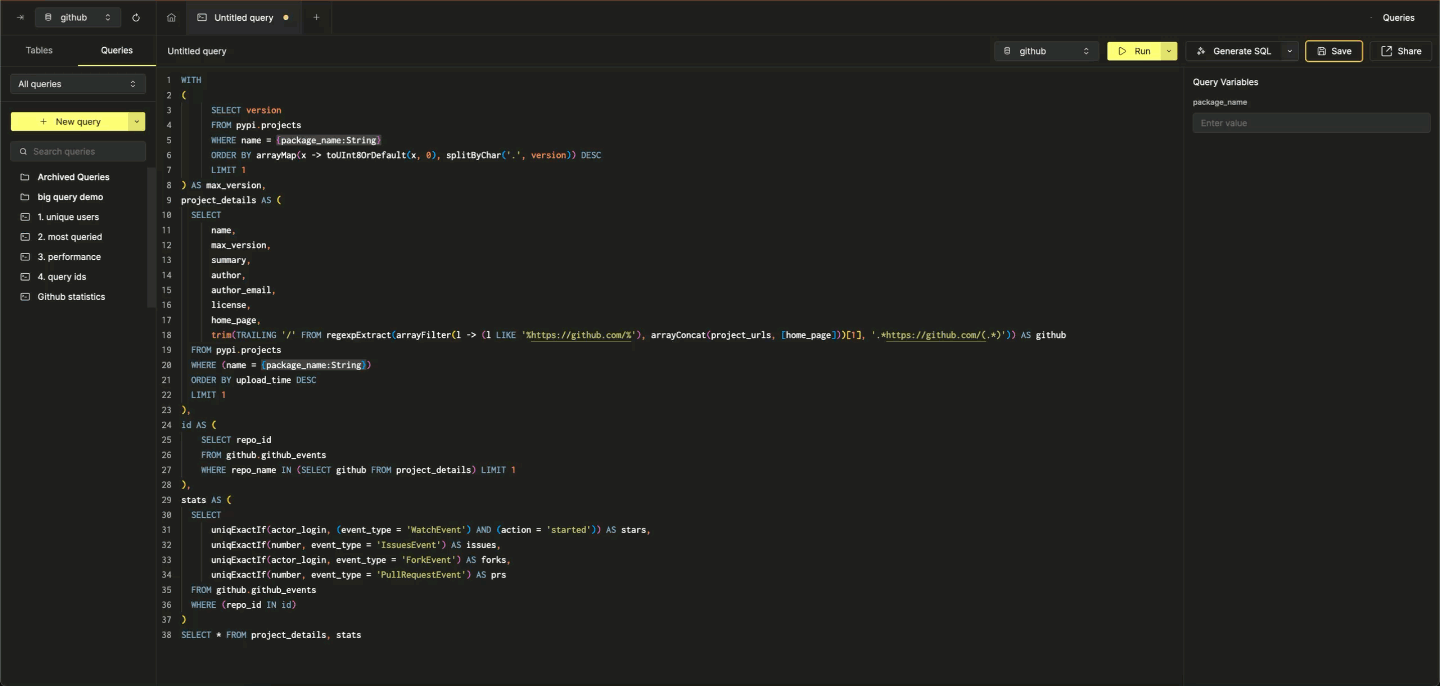 github
Untitled query
Queries
Tables
Queries
Untitled query
github
Run
Generate SQL
Save
Share
All queries
New query
Search queries
Archived Queries
big query demo
1. unique users
2. most queried
3. performance
4. query ids
Github statistics
1 WITH
2 (
3 SELECT version
4 FROM pypi.projects
5 WHERE name = {package_name:String}
6 ORDER BY arrayMap(x -> toUInt8OrDefault(x, 0), splitByChar('.', version)) DESC
7 LIMIT 1
8 ) AS max_version,
9 project_details AS (
10 SELECT
11 name,
12 max_version,
13 summary,
14 author,
15 author_email,
16 license,
17 home_page,
18 trim(TRAILING '/' FROM regexpExtract(arrayFilter(l -> (l LIKE '%https://github.com/%'), arrayConcat(project_urls, [home_page]))[1], '.*https://github.com/(.*)')) AS github
19 FROM pypi.projects
20 WHERE (name = {package_name:String})
21 ORDER BY upload_time DESC
22 LIMIT 1
23 ),
24 id AS (
25 SELECT repo_id
26 FROM github.github_events
27 WHERE repo_name IN (SELECT github FROM project_details) LIMIT 1
28 ),
29 stats AS (
30 SELECT
31 uniqExactIf(actor_login, (event_type = 'WatchEvent') AND (action = 'started')) AS stars,
32 uniqExactIf(number, event_type = 'IssuesEvent') AS issues,
33 uniqExactIf(actor_login, event_type = 'ForkEvent') AS forks,
34 uniqExactIf(number, event_type = 'PullRequestEvent') AS prs
35 FROM github.github_events
36 WHERE (repo_id IN id)
37 )
38 SELECT * FROM project_details, stats
Query Variables
package_name
Enter value